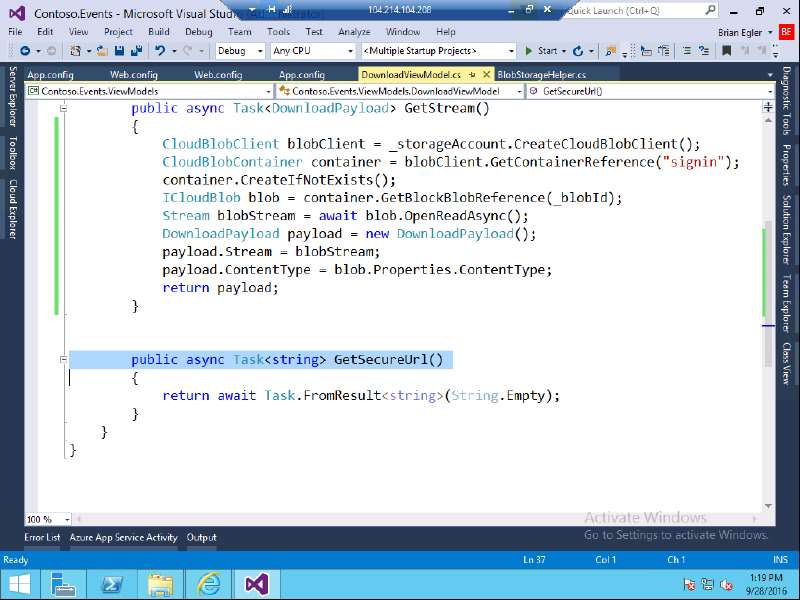 Contoso.Events - Microsoft Visual Stud
104.214.104.208
Quick Launch (Ctrl+Q)
File Edit View Project Build Debug Team Tools Test Analyze Window Help
Brian Egler BE
Debug Any CPU <Multiple Startup Projects> Start
App.config Web.config Web.config App.config DownloadViewModel.cs BlobStorageHelper.cs
Contoso.Events.ViewModels Contoso.Events.ViewModels.DownloadViewModel GetSecureUrl()
Server Explorer
Toolbox
Cloud Explorer
public async Task<DownloadPayload> GetStream()
{
CloudBlobClient blobClient = _storageAccount.CreateCloudBlobClient();
CloudBlobContainer container = blobClient.GetContainerReference("signin");
container.CreateIfNotExists();
ICloudBlob blob = container.GetBlockBlobReference(_blobId);
Stream blobStream = await blob.OpenReadAsync();
DownloadPayload payload = new DownloadPayload();
payload.Stream = blobStream;
payload.ContentType = blob.Properties.ContentType;
return payload;
}
public async Task<string> GetSecureUrl()
{
return await Task.FromResult<string>(String.Empty);
}
}
}
Diagnostic Tools
Properties
Solution Explorer
Team Explorer
Class View
100 %
Activate Windows
Go to Settings to activate Windows.
Error List Azure App Service Activity Output
Ready Ln 37 Col 1 Ch 1 INS
1:19 PM
9/28/2016